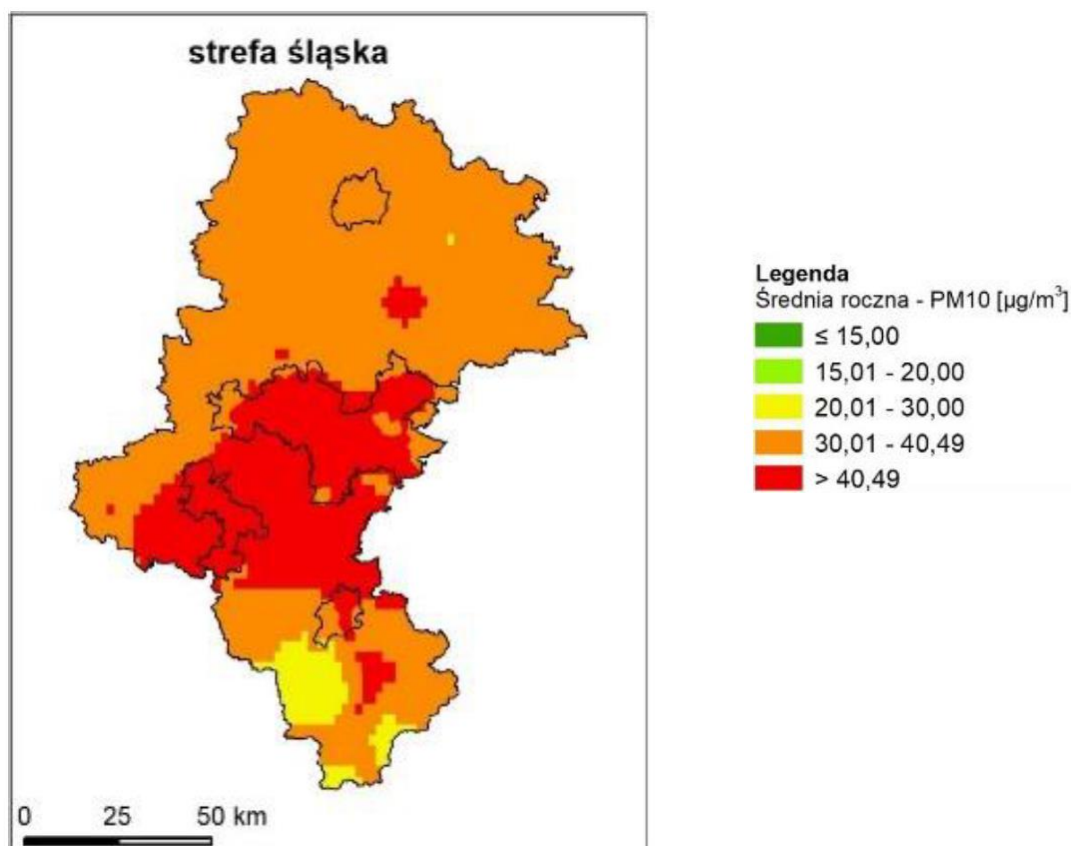 strefa śląska
Legenda
Średnia roczna - PM10 [µg/m³]
≤ 15,00
15,01 - 20,00
20,01 - 30,00
30,01 - 40,49
> 40,49
0 25 50 km